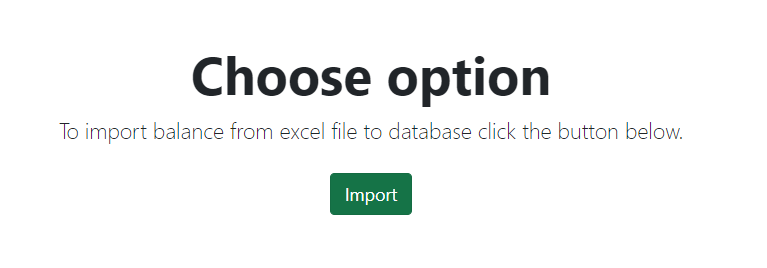 Choose option
To import balance from excel file to database click the button below.
Import